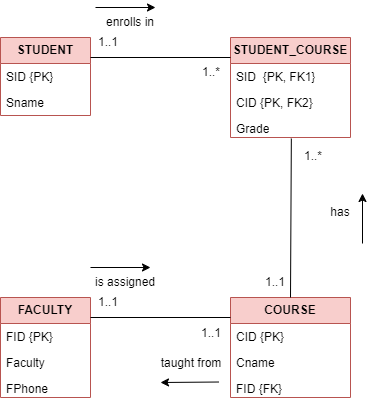 enrolls in
STUDENT
1..1
STUDENT_COURSE
SID {PK}
Sname
1..*
SID {PK, FK1}
CID {PK, FK2}
Grade
1..*
has
is assigned
FACULTY
1..1
1..1
COURSE
FID {PK}
Faculty
FPhone
1..1
taught from
CID {PK}
Cname
FID {FK}